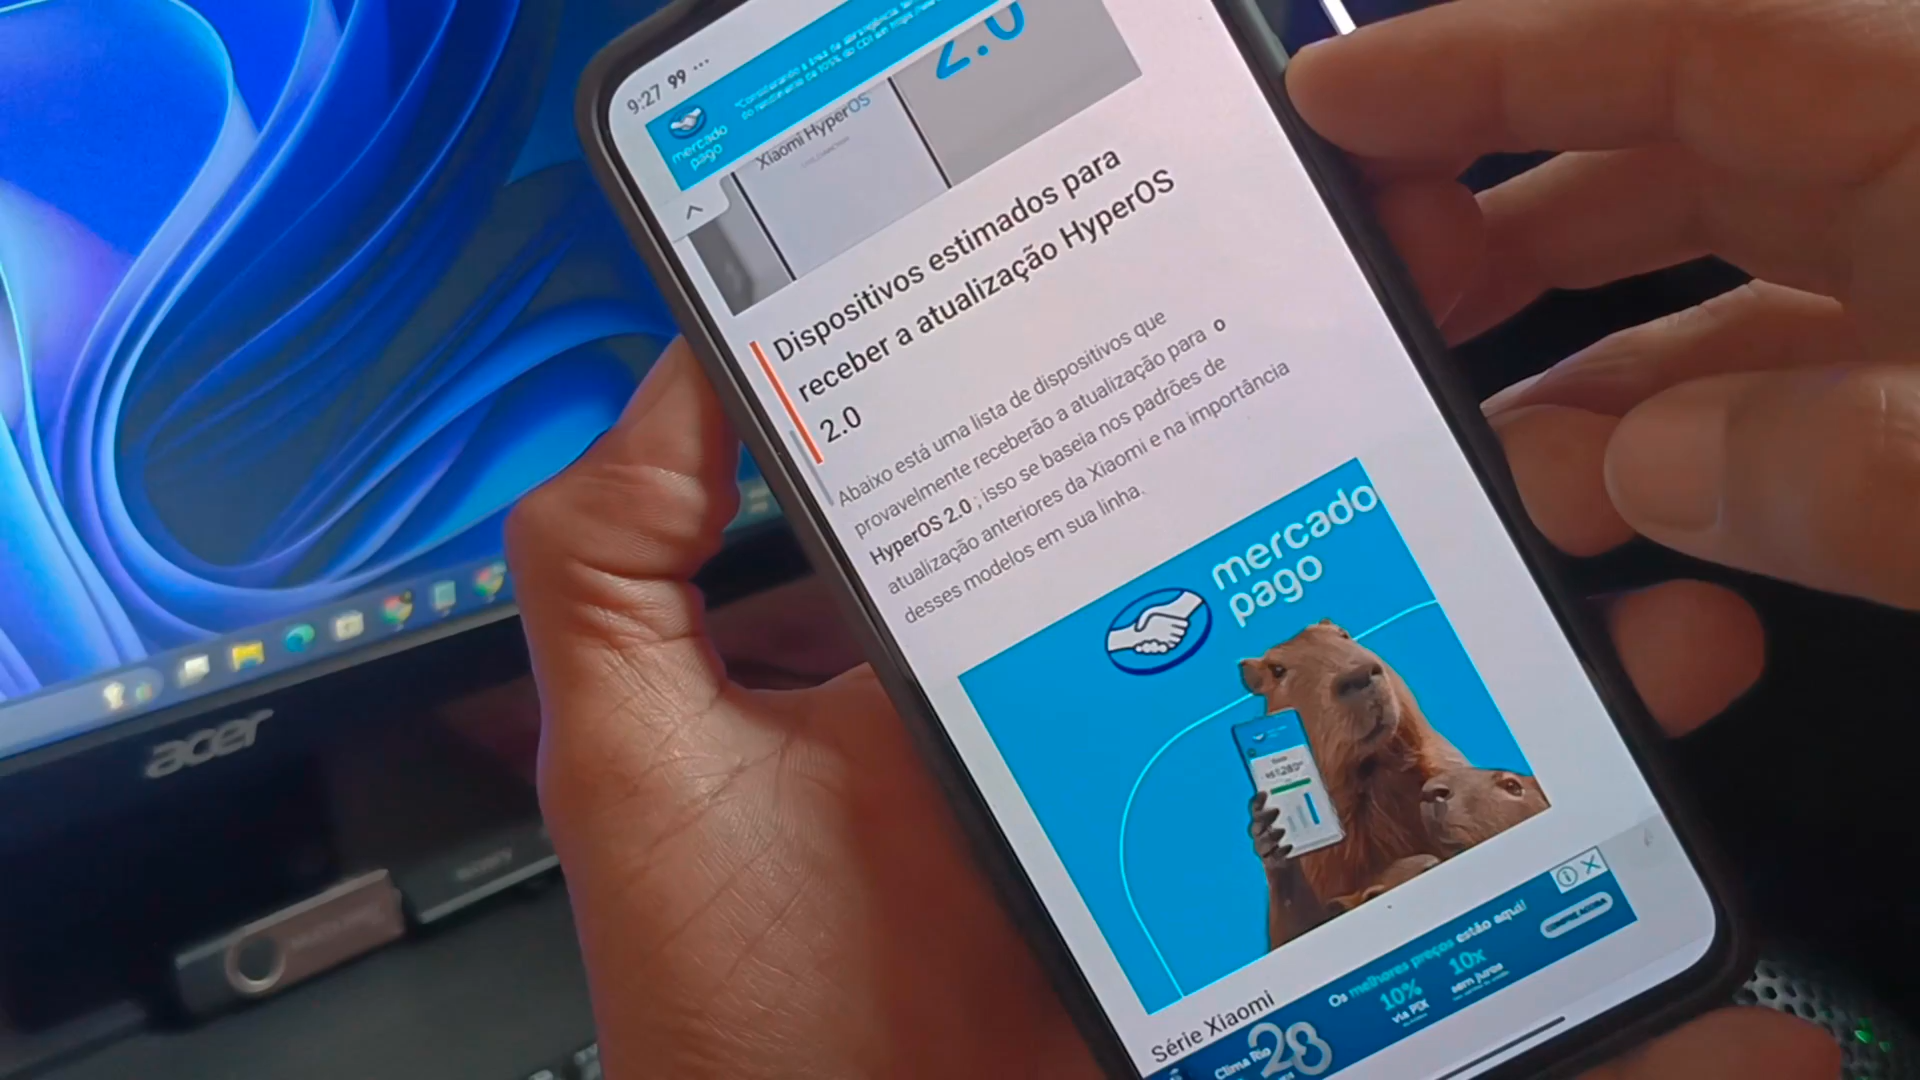 9:27 99 ...
mercado
pago
2.0
Xiaomi HyperOS
Dispositivos estimados para
receber a atualização HyperOS
2.0
Abaixo está uma lista de dispositivos que
provavelmente receberão a atualização para o
HyperOS 2.0 ; isso se baseia nos padrões de
atualização anteriores da Xiaomi e na importância
desses modelos em sua linha.
mercado
pago
Série Xiaomi
Os melhores preços estão aqui!
10%
via PIX
10x
sem juros
Clima Rio
28
acer